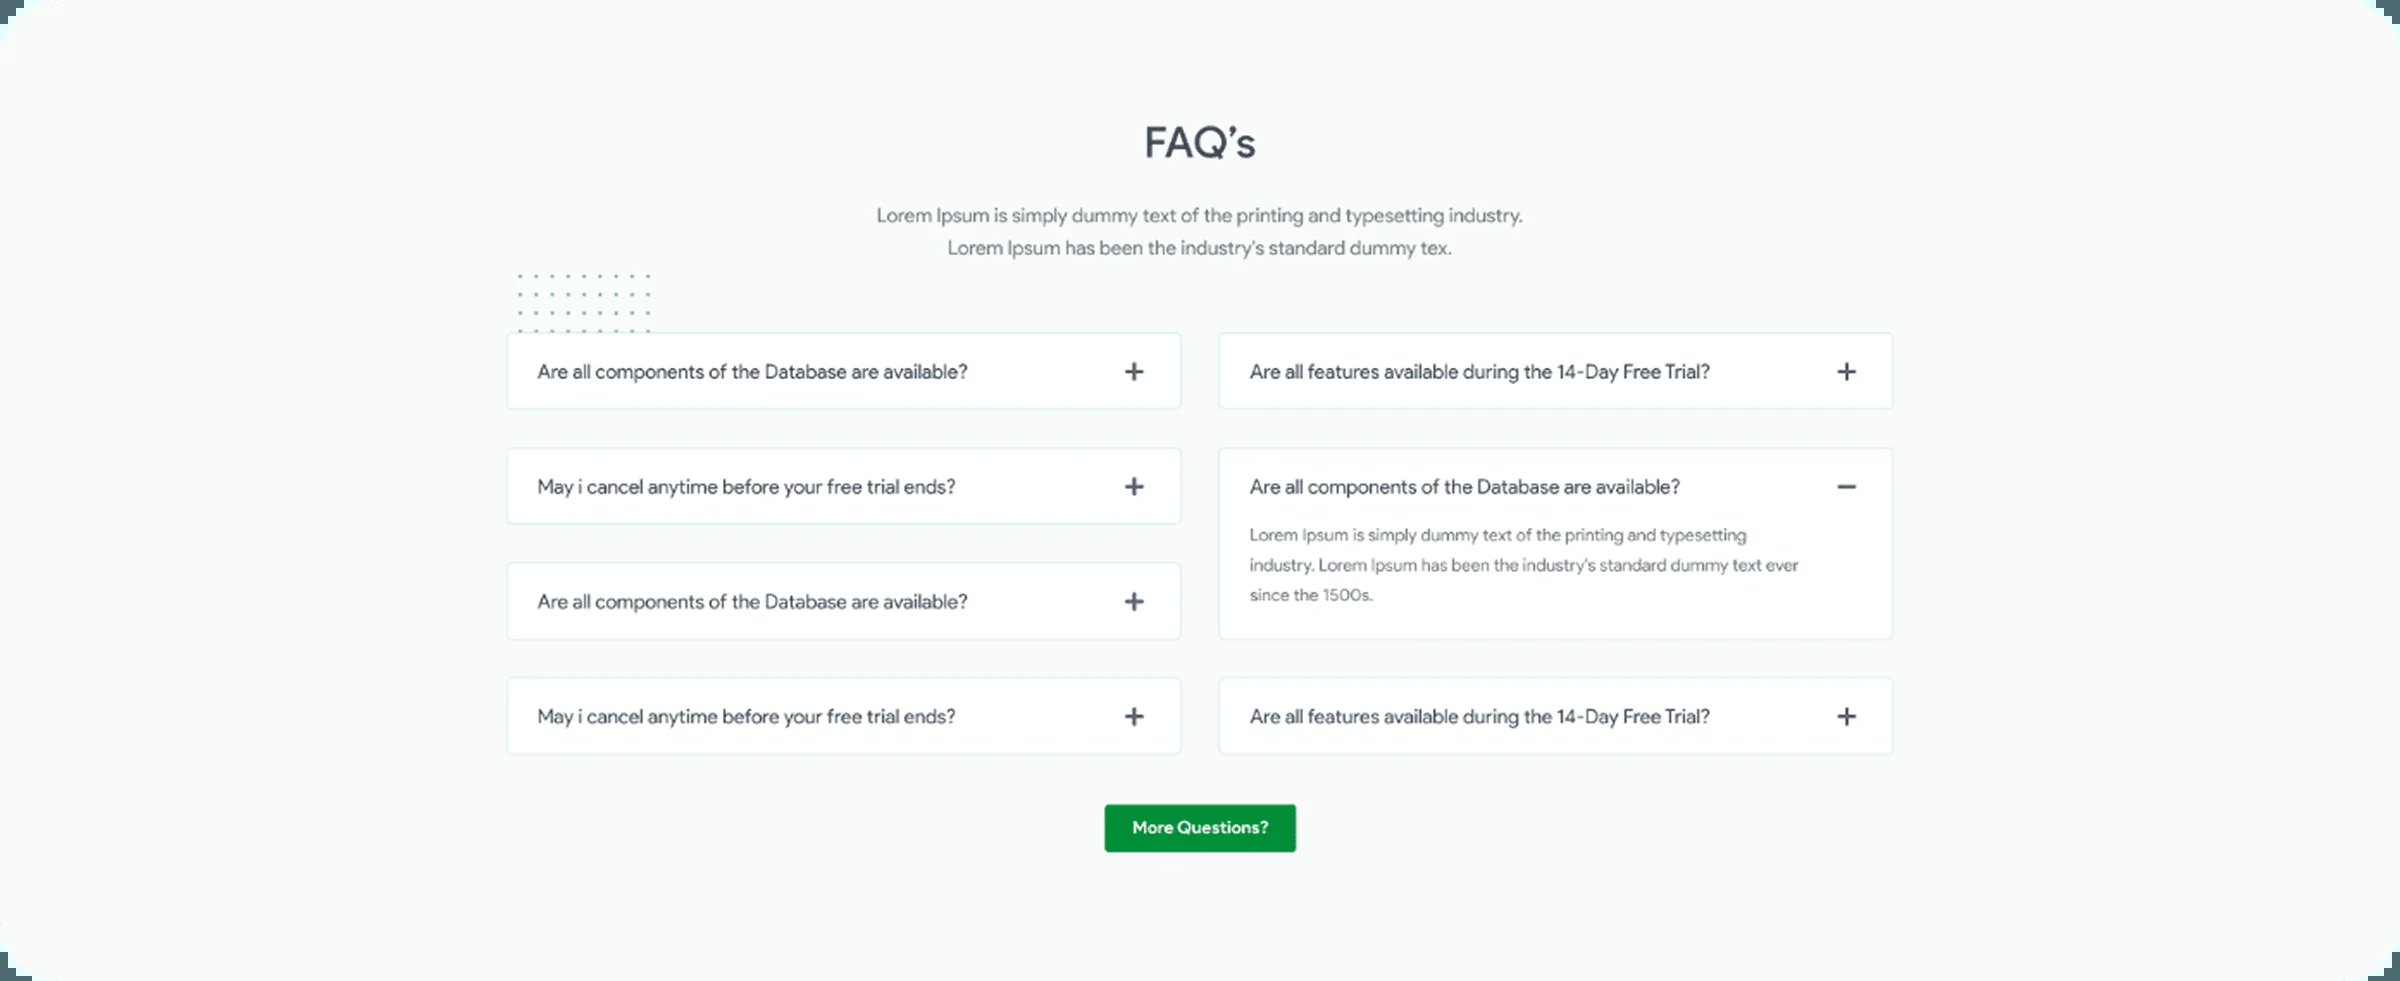 FAQ’s
Lorem Ipsum is simply dummy text of the printing and typesetting industry.
Lorem Ipsum has been the industry’s standard dummy tex.
Are all components of the Database are available?
Are all features available during the 14-Day Free Trial?
May i cancel anytime before your free trial ends?
Are all components of the Database are available?
Lorem Ipsum is simply dummy text of the printing and typesetting
industry. Lorem Ipsum has been the industry’s standard dummy text ever
since the 1500s.
Are all components of the Database are available?
May i cancel anytime before your free trial ends?
Are all features available during the 14-Day Free Trial?
More Questions?